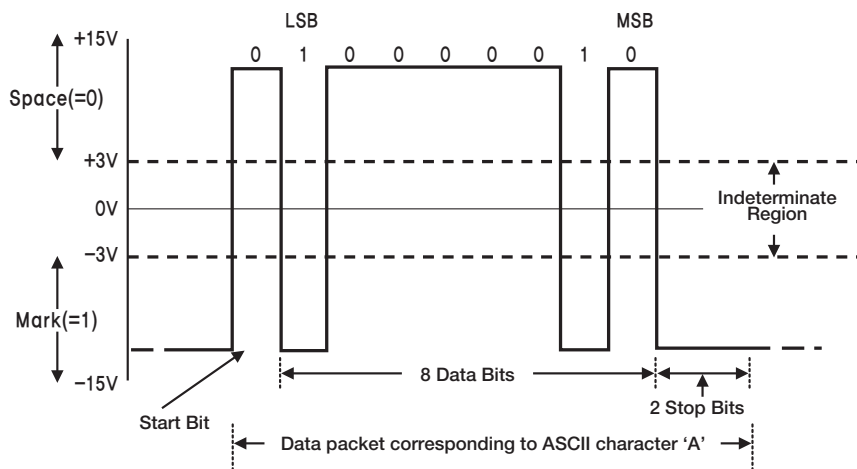 LSB MSB
+15V
0 1 0 0 0 0 0 1 0
Space(=0)
+3V
Indeterminate
Region
0V
−3V
Mark(=1)
−15V
8 Data Bits
Start Bit
2 Stop Bits
Data packet corresponding to ASCII character ‘A’